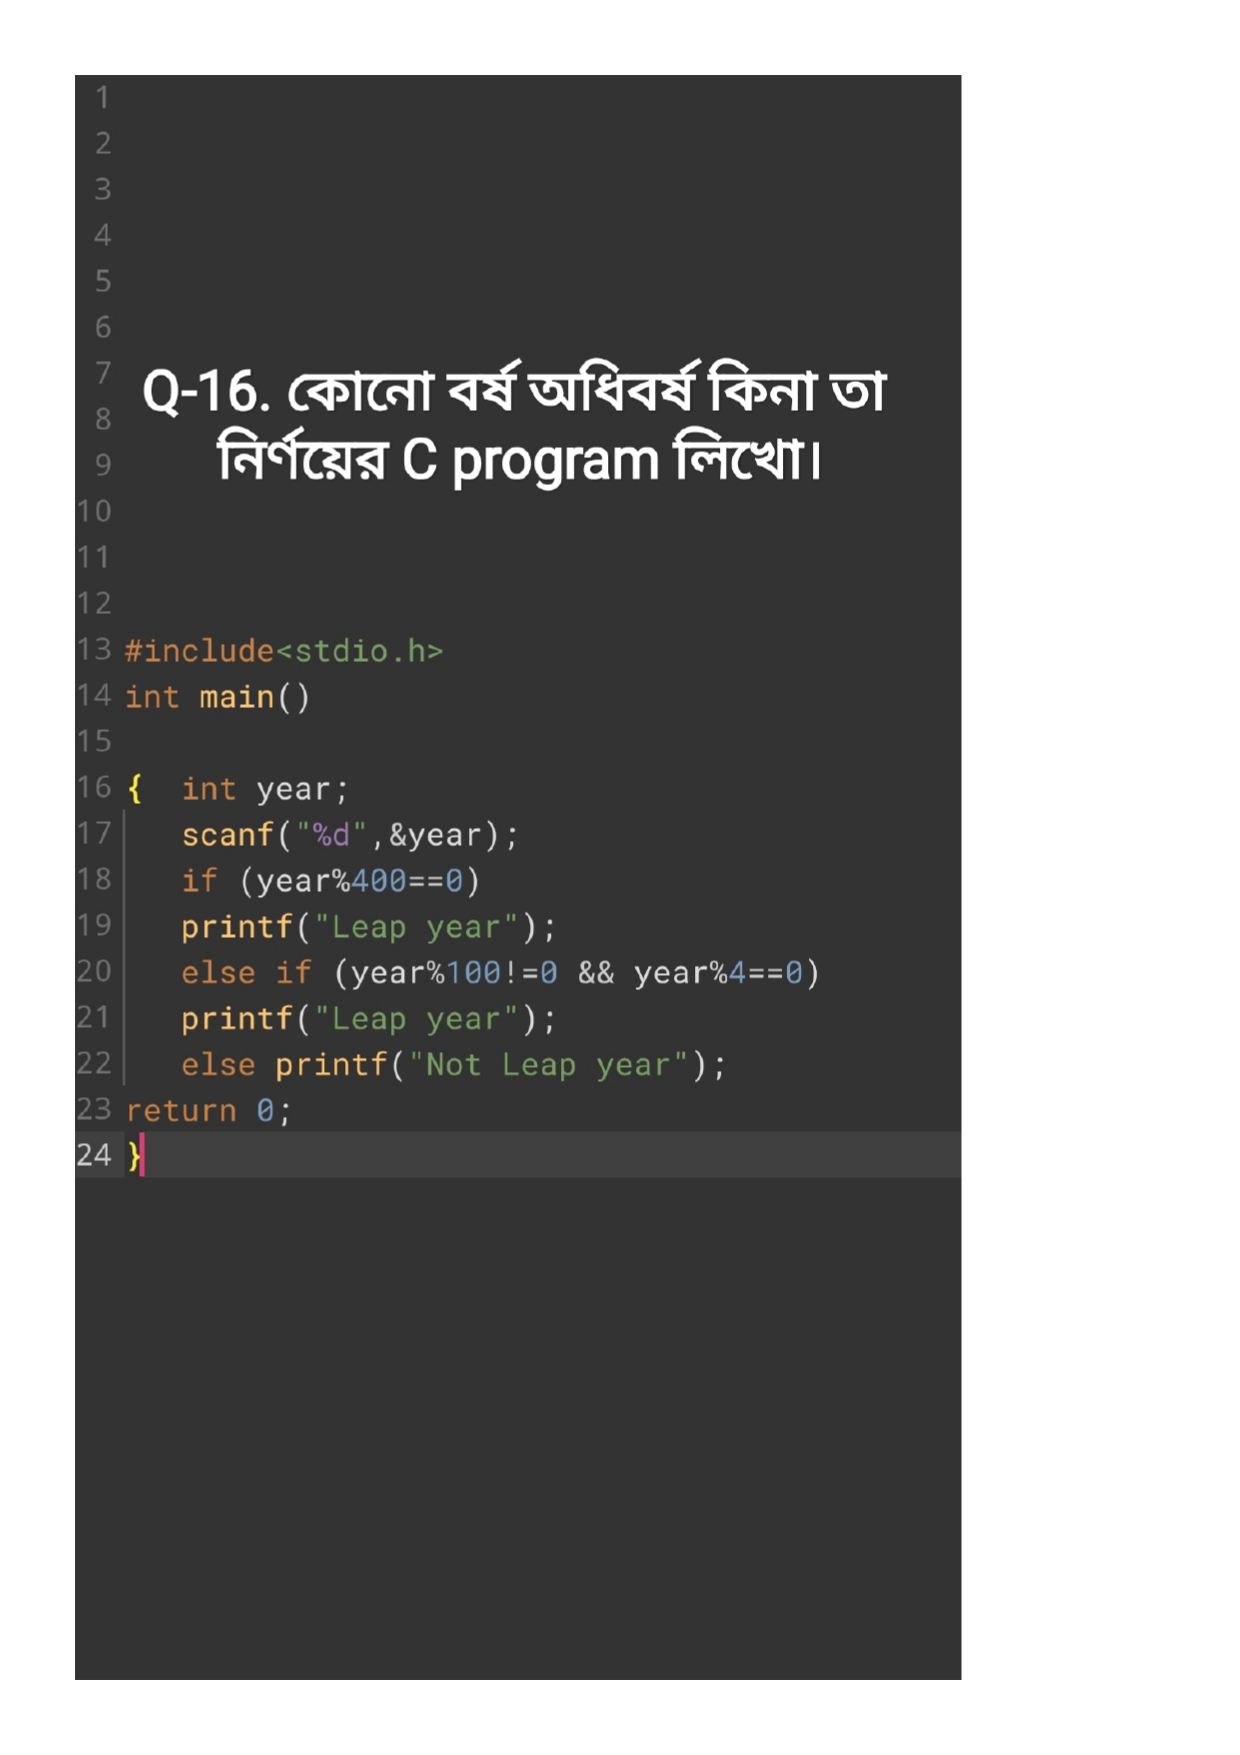 1
2
3
4
5
6
7
Q-16. কোনো বর্ষ অধিবর্ষ কিনা তা
8
নির্ণয়ের C program লিখো।
9
10
11
12
13 #include<stdio.h>
14 int main()
15
16 {  int year;
17    scanf("%d",&year);
18    if (year%400==0)
19    printf("Leap year");
20    else if (year%100!=0 && year%4==0)
21    printf("Leap year");
22    else printf("Not Leap year");
23 return 0;
24 }